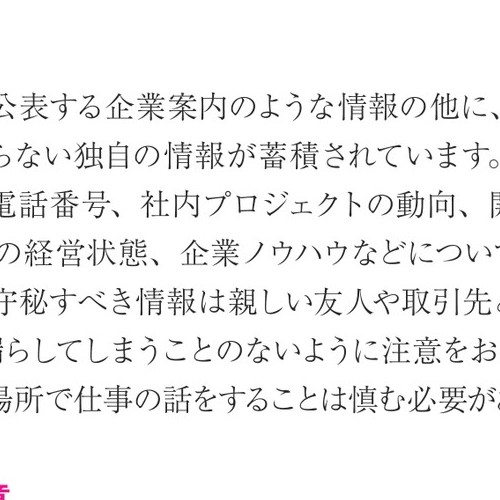 公表する企業案内のような情報の他に、
らない独自の情報が蓄積されています。
電話番号、社内プロジェクトの動向、
の経営状態、企業ノウハウなどについ
守秘すべき情報は親しい友人や取引先
らしてしまうことのないように注意をお
場所で仕事の話をすることは慎む必要が